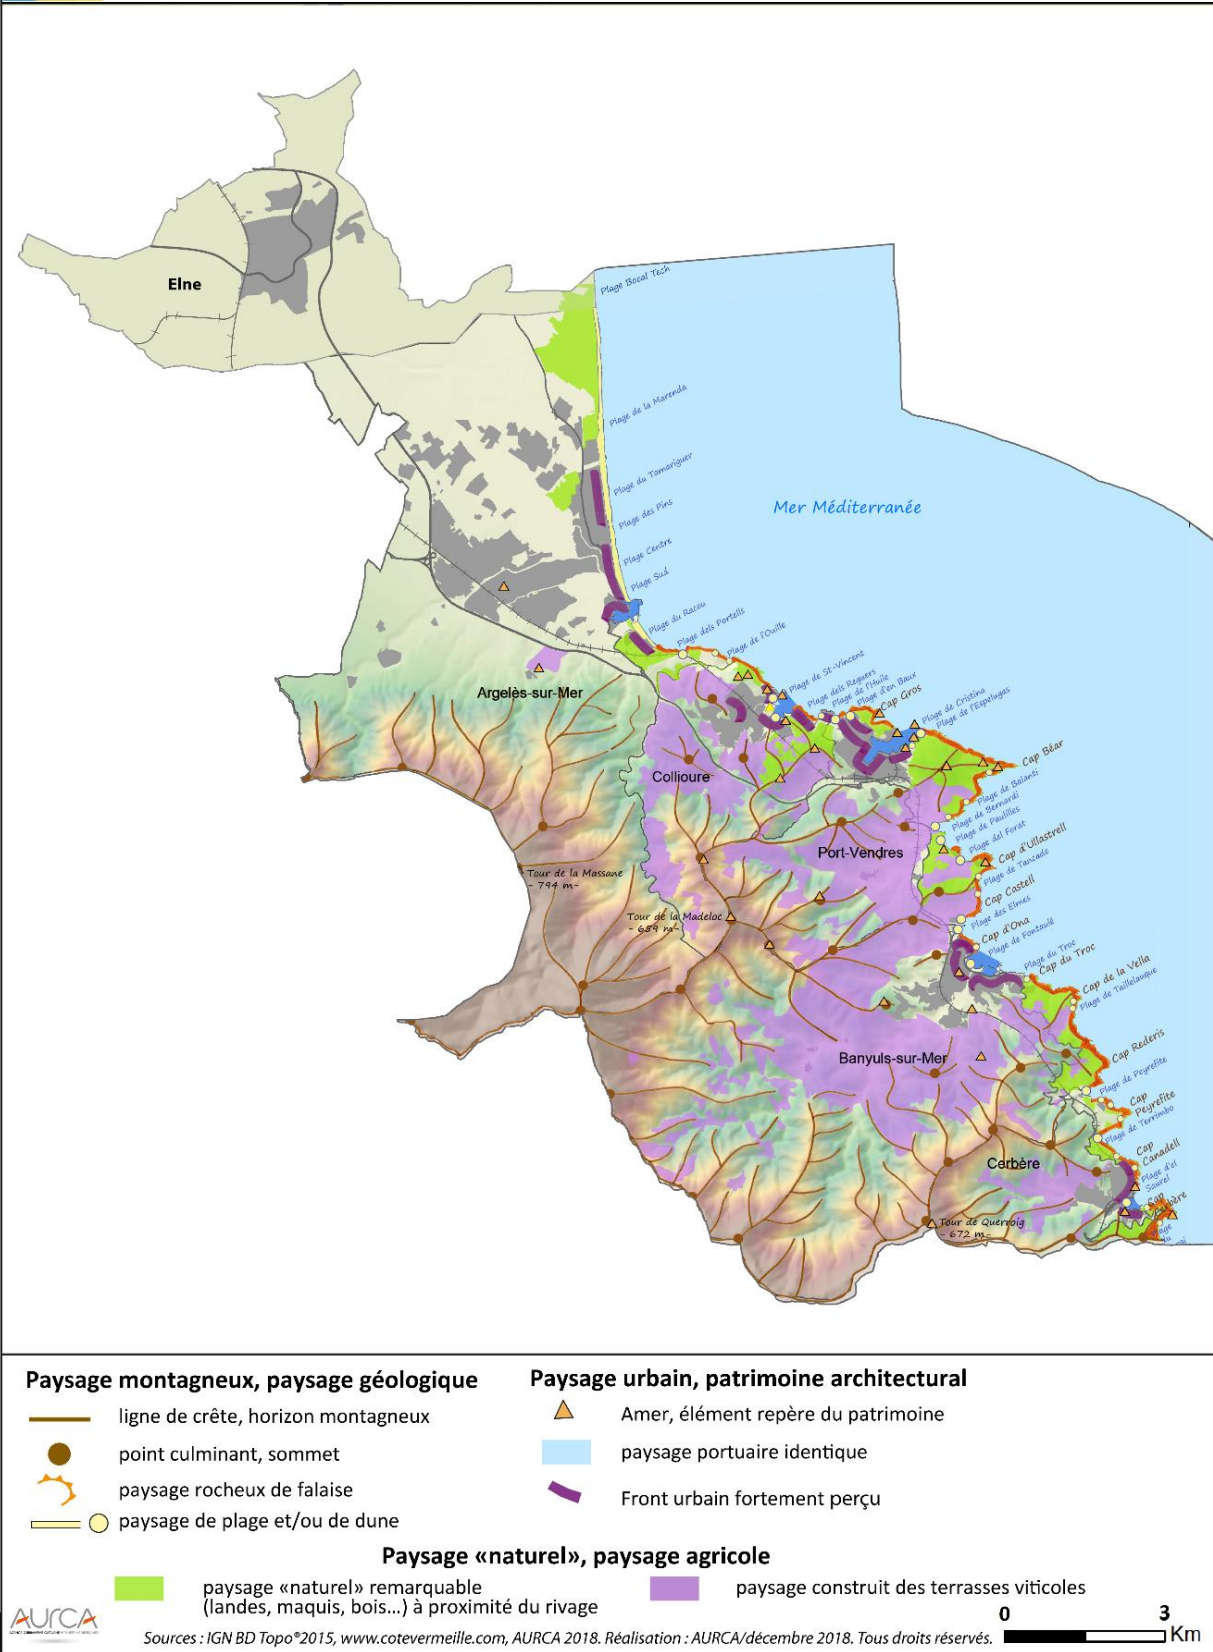 Elne
Plage Bocal Tech
Plage de la Marenda
Plage du Tamariguer
Plage des Pins
Mer Méditerranée
Plage Centre
Plage Sud
Plage du Racou
Plage dels Portells
Plage de l'Ouille
Plage de St-Vincent
Plage dels Reguers
Plage de l'Huile
Plage d'en Baux
Cap Gros
Plage de Cristina
Plage de l'Espelugas
Argelès-sur-Mer
Cap Béar
Collioure
Plage de Balanti
Plage de Bernardi
Plage de Paulilles
Plage del Forat
Cap d'Ullastrell
Port-Vendres
Plage de Tancade
Tour de la Massane
- 794 m-
Cap Castell
Plage des Elmes
Tour de la Madeloc
- 659 m-
Cap d'Ona
Plage de Fontaulé
Plage du Troc
Cap du Troc
Cap de la Vella
Plage de Taillelauque
Banyuls-sur-Mer
Cap Rederis
Plage de Peyrefite
Cap
Peyrefite
Plage de Terrimbo
Cap
Canadell
Cerbère
Plage d'el
Sourel
Cap
Cerbère
Plage
Tour de Querroig
- 672 m-
Paysage montagneux, paysage géologique
ligne de crête, horizon montagneux
point culminant, sommet
paysage rocheux de falaise
paysage de plage et/ou de dune
Paysage urbain, patrimoine architectural
Amer, élément repère du patrimoine
paysage portuaire identique
Front urbain fortement perçu
Paysage «naturel», paysage agricole
paysage «naturel» remarquable
(landes, maquis, bois...) à proximité du rivage
paysage construit des terrasses viticoles
0 3
Km
AURCA
Sources : IGN BD Topo®2015, www.cotevermeille.com, AURCA 2018. Réalisation : AURCA/décembre 2018. Tous droits réservés.